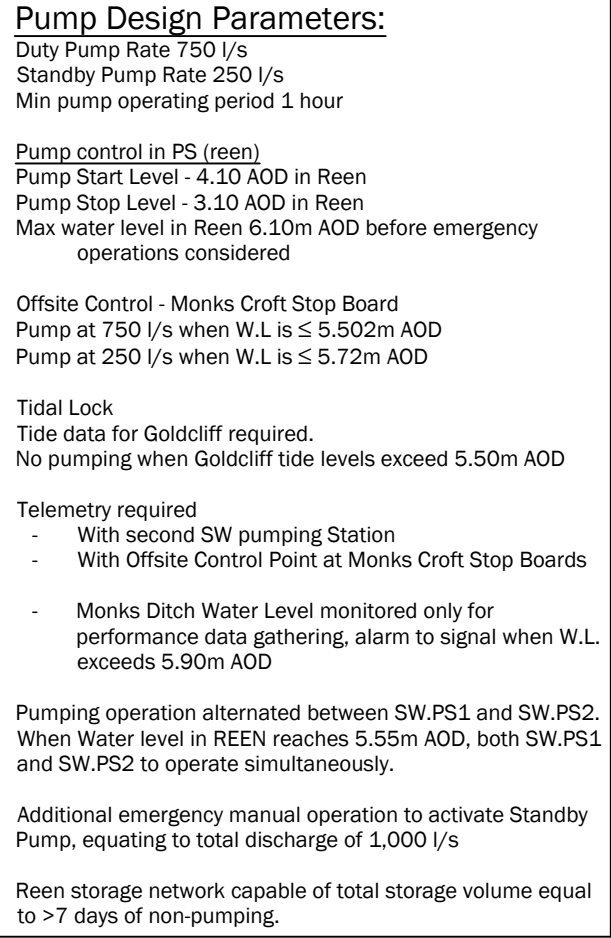 Pump Design Parameters:
Duty Pump Rate 750 l/s
Standby Pump Rate 250 l/s
Min pump operating period 1 hour
Pump control in PS (reen)
Pump Start Level - 4.10 AOD in Reen
Pump Stop Level - 3.10 AOD in Reen
Max water level in Reen 6.10m AOD before emergency
operations considered
Offsite Control - Monks Croft Stop Board
Pump at 750 l/s when W.L is ≤ 5.502m AOD
Pump at 250 l/s when W.L is ≤ 5.72m AOD
Tidal Lock
Tide data for Goldcliff required.
No pumping when Goldcliff tide levels exceed 5.50m AOD
Telemetry required
- With second SW pumping Station
- With Offsite Control Point at Monks Croft Stop Boards
- Monks Ditch Water Level monitored only for
performance data gathering, alarm to signal when W.L.
exceeds 5.90m AOD
Pumping operation alternated between SW.PS1 and SW.PS2.
When Water level in REEN reaches 5.55m AOD, both SW.PS1
and SW.PS2 to operate simultaneously.
Additional emergency manual operation to activate Standby
Pump, equating to total discharge of 1,000 l/s
Reen storage network capable of total storage volume equal
to >7 days of non-pumping.